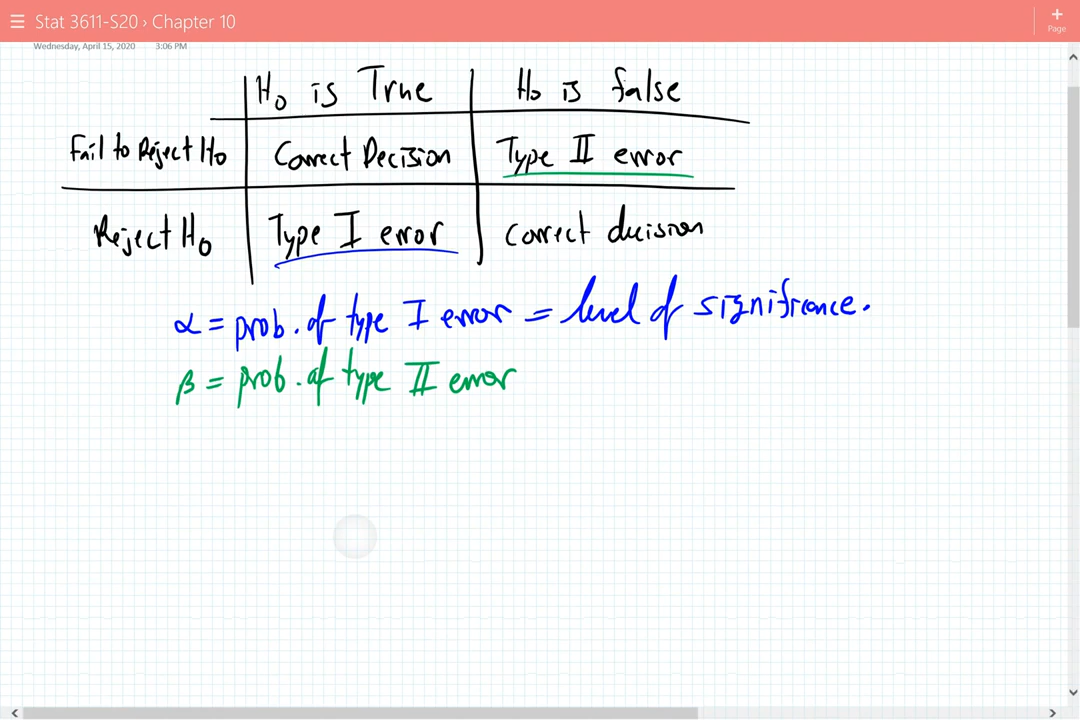 ☰ Stat 3611-S20 › Chapter 10
+
Page
Wednesday, April 15, 2020 3:06 PM
H₀ is True H₀ is false
Fail to Reject H₀ Correct Decision Type II error
Reject H₀ Type I error correct decision
α = prob. of type I error = level of significance.
β = prob. of type II error